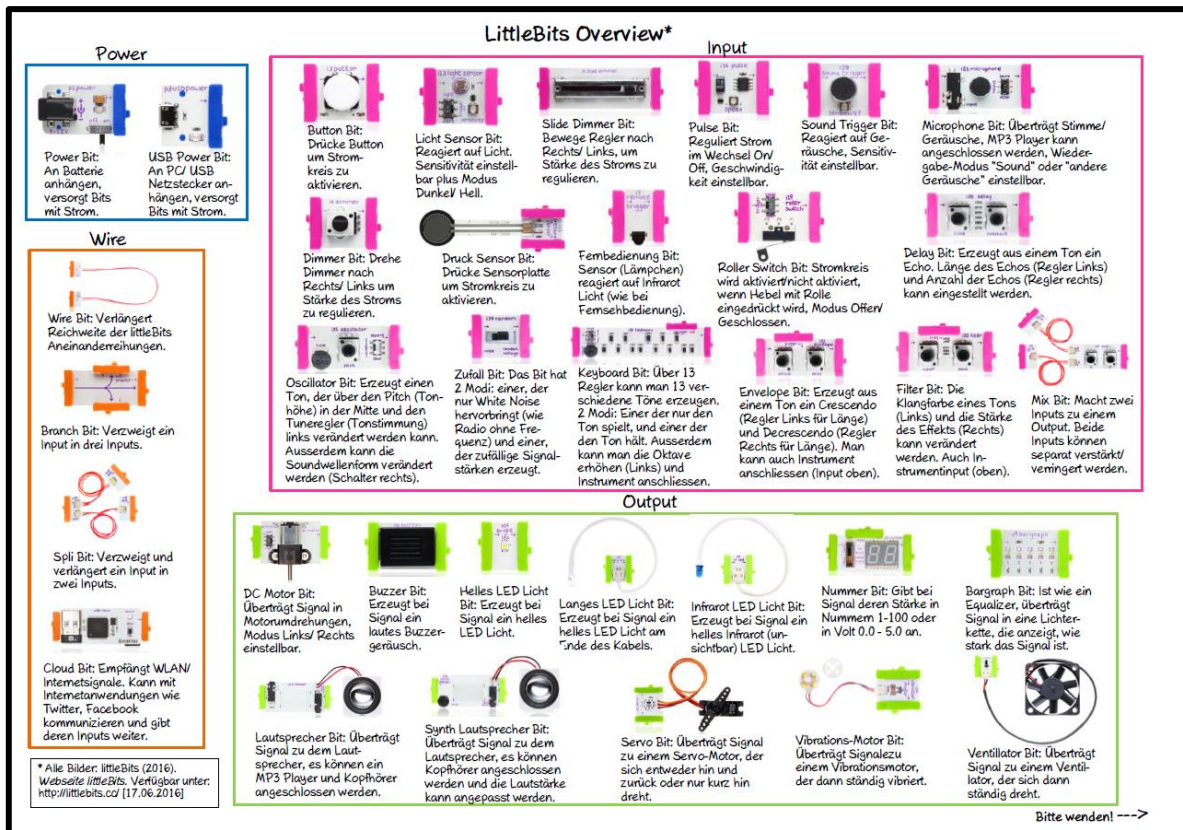 LittleBits Overview*
Power
Power Bit:
An Batterie
anhängen,
versorgt Bits
mit Strom.
USB Power Bit:
An PC/ USB
Netzstecker an-
hängen, versorgt
Bits mit Strom.
Wire
Wire Bit: Verlängert
Reichweite der littleBits
Aneinanderreihungen.
Branch Bit: Verzweigt ein
Input in drei Inputs.
Spli Bit: Verzweigt und
verlängert ein Input in
zwei Inputs.
Cloud Bit: Empfängt WLAN/
Internetsignale. Kann mit
Internetanwendungen wie
Twitter, Facebook
kommunizieren und gibt
deren Inputs weiter.
* Alle Bilder: littleBits (2016).
Webseite littleBits. Verfügbar unter:
http://littlebits.cc/ [17.06.2016]
Input
Button Bit:
Drücke Button
um Strom-
kreis zu
aktivieren.
Licht Sensor Bit:
Reagiert auf Licht.
Sensitivität einstell-
bar plus Modus
Dunkel/ Hell.
Slide Dimmer Bit:
Bewege Regler nach
Rechts/ Links, um
Stärke des Stroms zu
regulieren.
Pulse Bit:
Reguliert Strom
im Wechsel On/
Off, Geschwindig-
keit einstellbar.
Sound Trigger Bit:
Reagiert auf Ge-
räusche, Sensitiv-
ität einstellbar.
Microphone Bit: Überträgt Stimme/
Geräusche, MP3 Player kann
angeschlossen werden, Wieder-
gabe-Modus "Sound" oder "andere
Geräusche" einstellbar.
Dimmer Bit: Drehe
Dimmer nach
Rechts/ Links um
Stärke des Stroms
zu regulieren.
Druck Sensor Bit:
Drücke Sensorplatte
um Stromkreis zu
aktivieren.
Fernbedienung Bit:
Sensor (Lämpchen)
reagiert auf Infrarot
Licht (wie bei
Fernsehbedienung).
Roller Switch Bit: Stromkreis
wird aktiviert/nicht aktiviert,
wenn Hebel mit Rolle
eingedrückt wird, Modus Offen/
Geschlossen.
Delay Bit: Erzeugt aus einem Ton ein
Echo. Länge des Echos (Regler Links)
und Anzahl der Echos (Regler rechts)
kann eingestellt werden.
Oscillator Bit: Erzeugt einen
Ton, der über den Pitch (Ton-
höhe) in der Mitte und den
Tuneregler (Tonstimmung)
links verändert werden kann.
Ausserdem kann die
Soundwellenform verändert
werden (Schalter rechts).
Zufall Bit: Das Bit hat
2 Modi: einer, der
nur White Noise
hervorbringt (wie
Radio ohne Fre-
quenz) und einer,
der zufällige Signal-
stärken erzeugt.
Keyboard Bit: Über 13
Regler kann man 13 ver-
schiedene Töne erzeugen.
2 Modi: Einer der nur den
Ton spielt, und einer der
den Ton hält. Ausserdem
kann man die Oktave
erhöhen (Links) und
Instrument anschliessen.
Envelope Bit: Erzeugt aus
einem Ton ein Crescendo
(Regler Links für Länge)
und Decrescendo (Regler
Rechts für Länge). Man
kann auch Instrument
anschliessen (Input oben).
Filter Bit: Die
Klangfarbe eines Tons
(Links) und die Stärke
des Effekts (Rechts)
kann verändert
werden. Auch In-
strumentinput (oben).
Mix Bit: Macht zwei
Inputs zu einem
Output. Beide
Inputs können
separat verstärkt/
verringert werden.
Output
DC Motor Bit:
Überträgt Signal in
Motorumdrehungen,
Modus Links/ Rechts
einstellbar.
Buzzer Bit:
Erzeugt bei
Signal ein
lautes Buzzer-
geräusch.
Helles LED Licht
Bit: Erzeugt bei
Signal ein helles
LED Licht.
Langes LED Licht Bit:
Erzeugt bei Signal ein
helles LED Licht am
Ende des Kabels.
Infrarot LED Licht Bit:
Erzeugt bei Signal ein
helles Infrarot (un-
sichtbar) LED Licht.
Nummer Bit: Gibt bei
Signal deren Stärke in
Nummern 1-100 oder
in Volt 0.0 - 5.0 an.
Bargraph Bit: Ist wie ein
Equalizer, überträgt
Signal in eine Lichter-
kette, die anzeigt, wie
stark das Signal ist.
Lautsprecher Bit: Überträgt
Signal zu dem Laut-
sprecher, es können ein
MP3 Player und Kopfhörer
angeschlossen werden.
Synth Lautsprecher Bit:
Überträgt Signal zu dem
Lautsprecher, es können
Kopfhörer angeschlossen
werden und die Lautstärke
kann angepasst werden.
Servo Bit: Überträgt Signal
zu einem Servo-Motor, der
sich entweder hin und
zurück oder nur kurz hin
dreht.
Vibrations-Motor Bit:
Überträgt Signalezu
einem Vibrationsmotor,
der dann ständig vibriert.
Ventillator Bit: Überträgt
Signal zu einem Ventil-
lator, der sich dann
ständig dreht.
Bitte wenden! --->